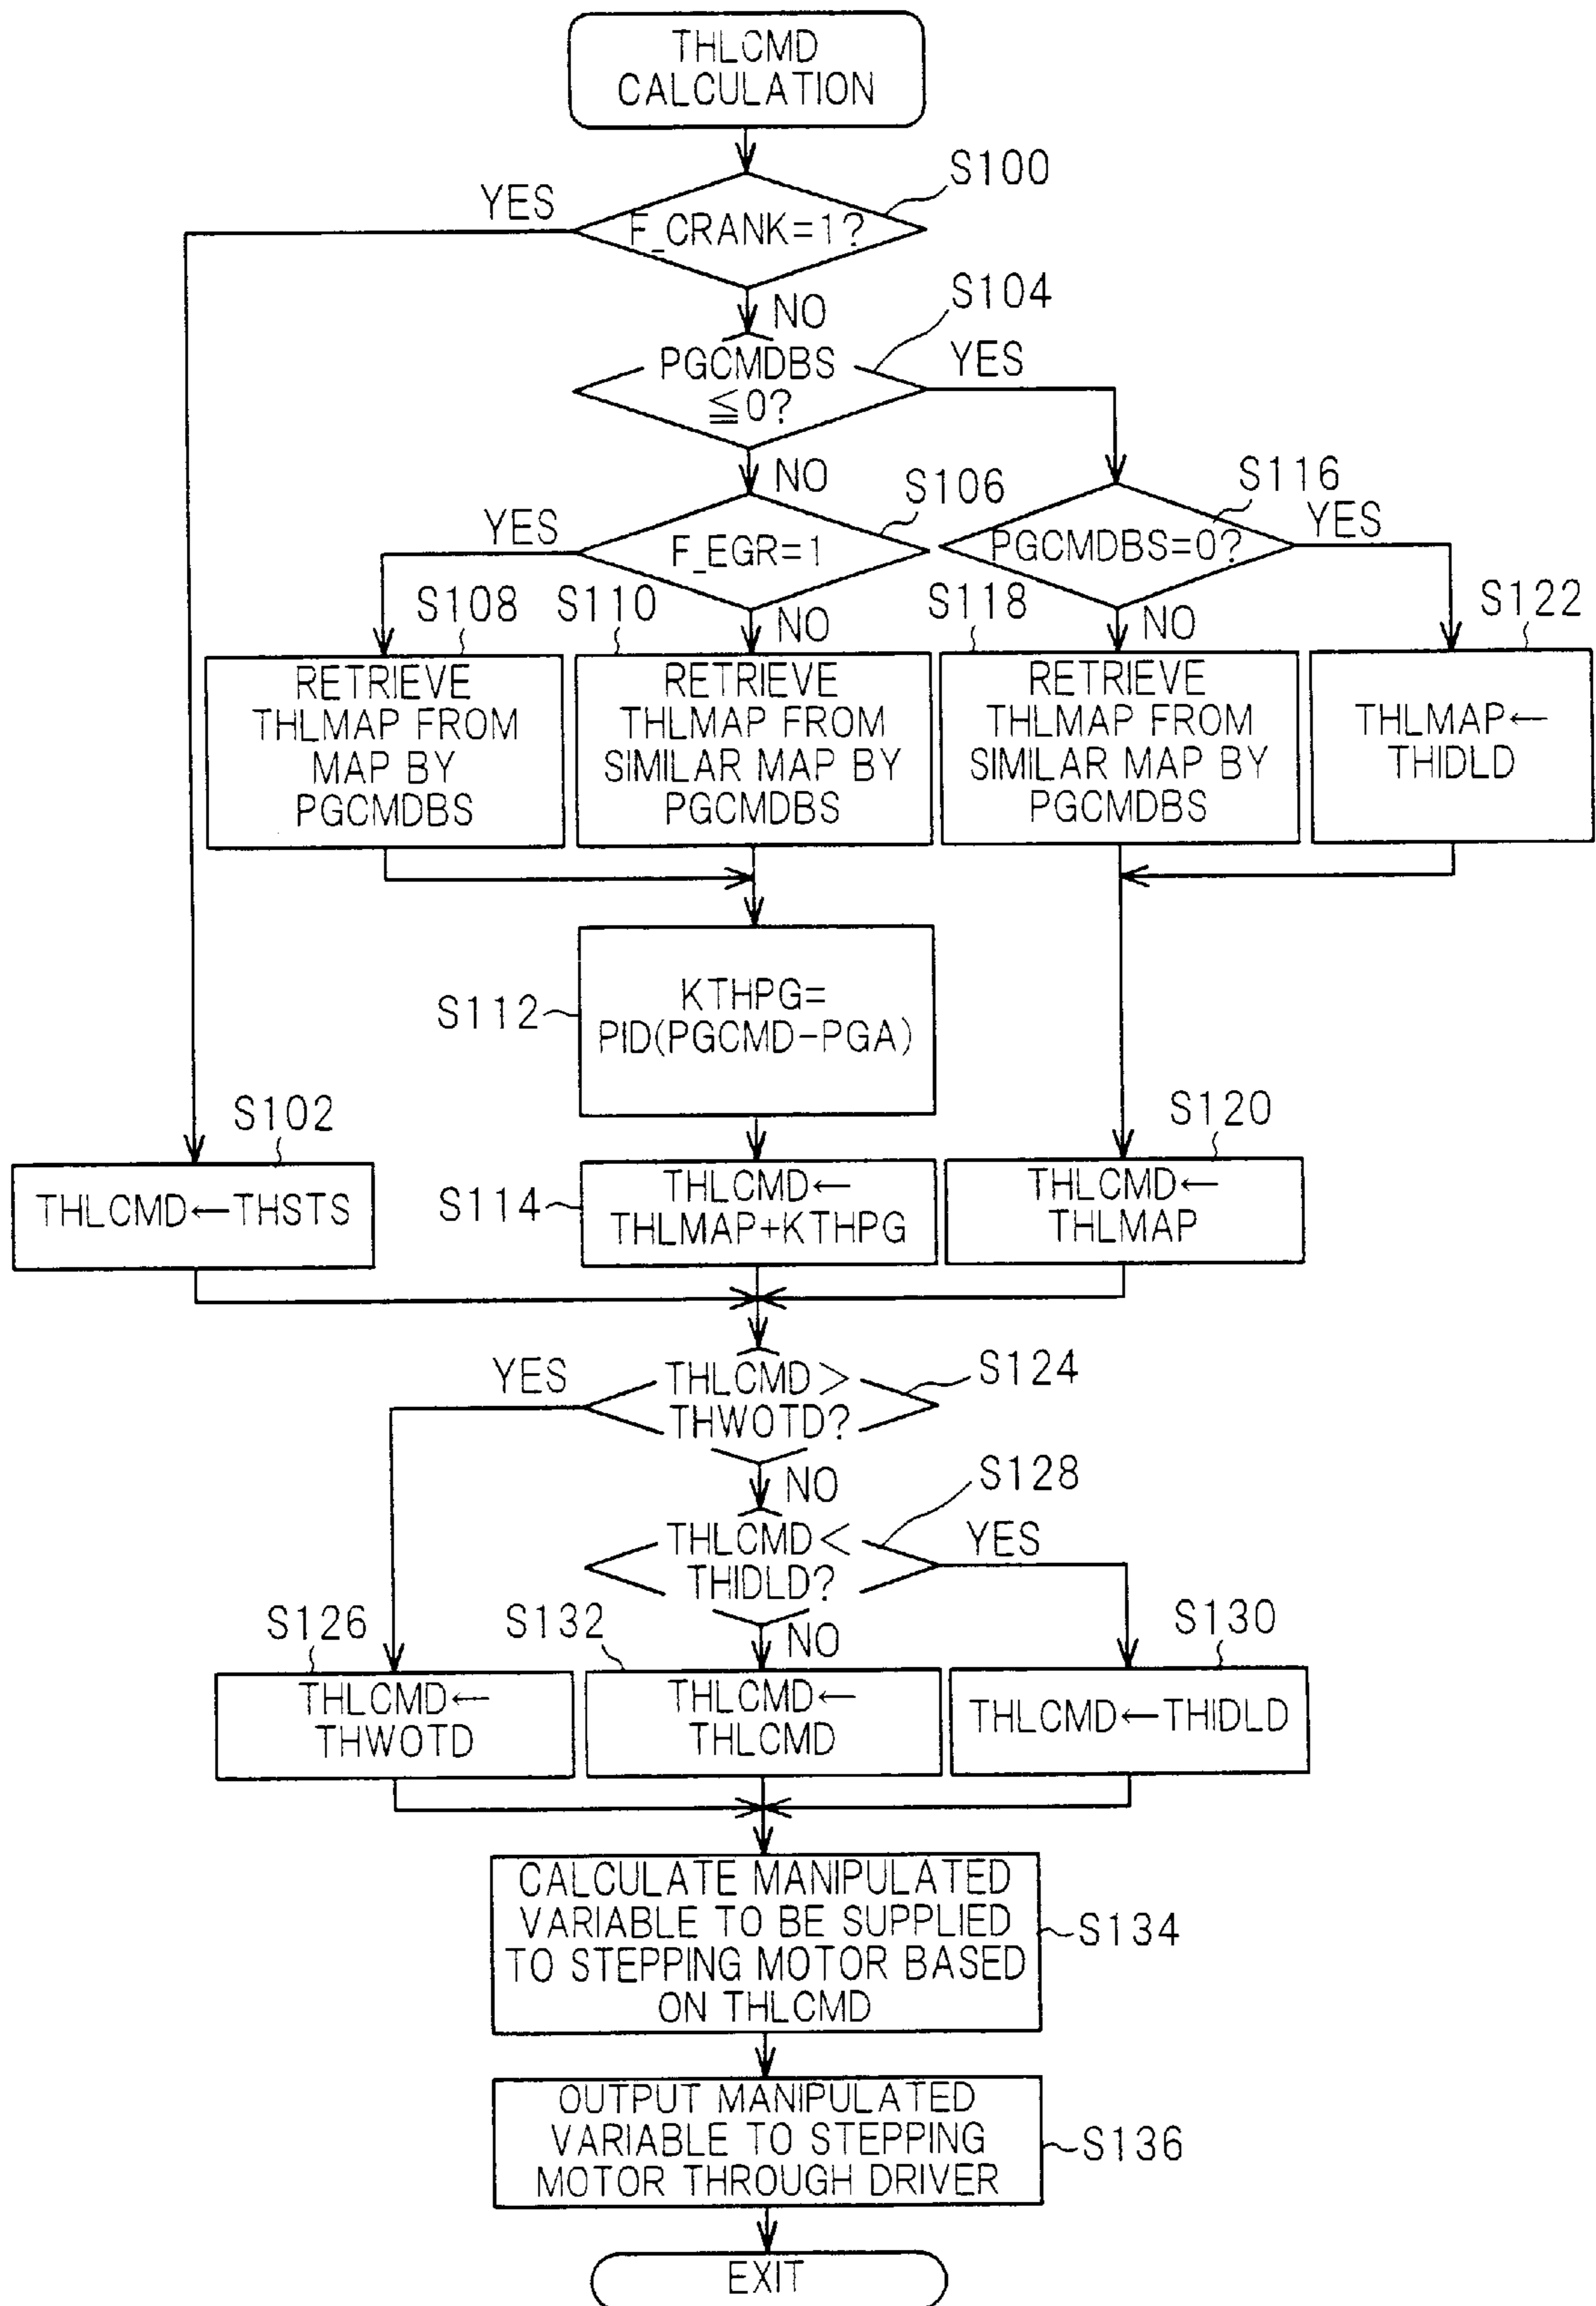 THLCMD
CALCULATION
S100
YES
F_CRANK=1?
NO
S104
PGCMDBS
≦0?
YES
NO
S106
S116
YES
F_EGR=1
PGCMDBS=0?
YES
S108
S110
NO
S118
NO
S122
RETRIEVE
THLMAP FROM
MAP BY
PGCMDBS
RETRIEVE
THLMAP FROM
SIMILAR MAP BY
PGCMDBS
RETRIEVE
THLMAP FROM
SIMILAR MAP BY
PGCMDBS
THLMAP←
THIDLD
S112
KTHPG=
PID(PGCMD-PGA)
S102
THLCMD←THSTS
S114
THLCMD←
THLMAP+KTHPG
S120
THLCMD←
THLMAP
YES
THLCMD>
THWOTD?
S124
NO
S128
THLCMD<
THIDLD?
YES
S126
S132
NO
S130
THLCMD←
THWOTD
THLCMD←
THLCMD
THLCMD←THIDLD
CALCULATE MANIPULATED
VARIABLE TO BE SUPPLIED
TO STEPPING MOTOR BASED
ON THLCMD
S134
OUTPUT MANIPULATED
VARIABLE TO STEPPING
MOTOR THROUGH DRIVER
S136
EXIT